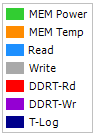 MEM Power
MEM Temp
Read
Write
DDRT-Rd
DDRT-Wr
T-Log